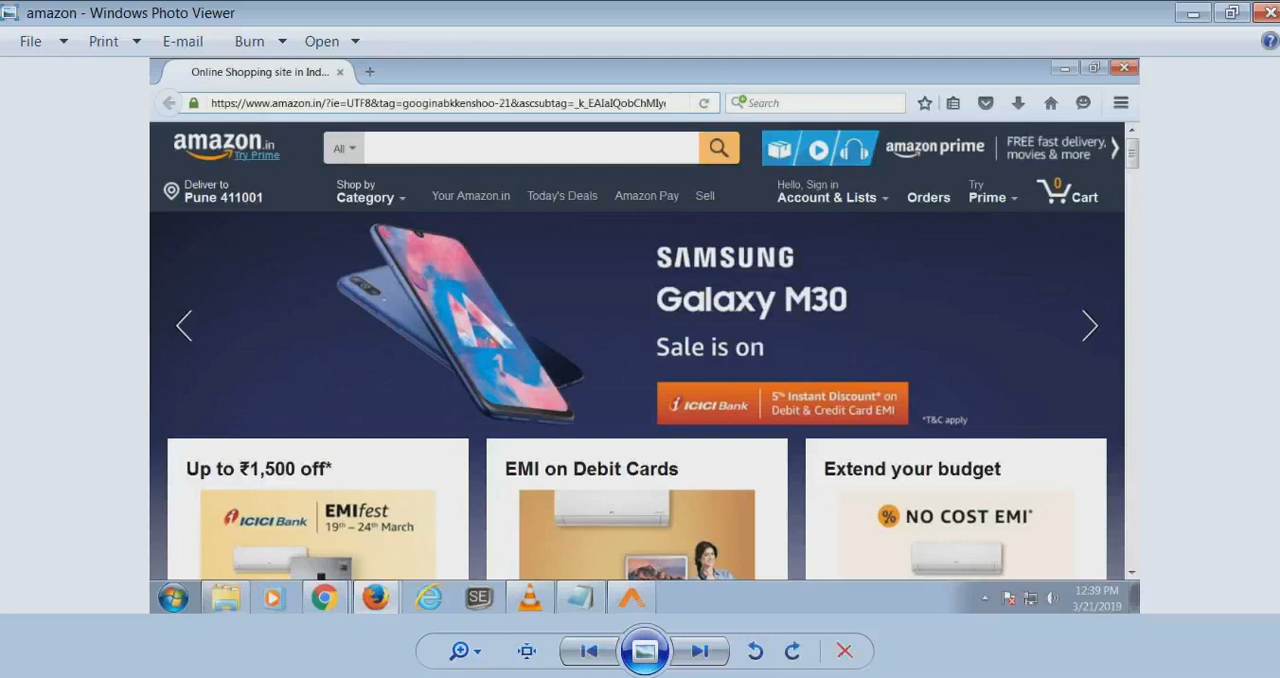 amazon - Windows Photo Viewer
File Print E-mail Burn Open
Online Shopping site in Ind...
https://www.amazon.in/?ie=UTF8&tag=googinabkkenshoo-21&ascsubtag=_k_EAIaIQobChMIy
Search
amazon.in
Try Prime
All
amazon prime
FREE fast delivery,
movies & more
Deliver to
Pune 411001
Shop by
Category
Your Amazon.in Today's Deals Amazon Pay Sell
Hello, Sign in
Account & Lists
Orders
Try
Prime
0
Cart
SAMSUNG
Galaxy M30
Sale is on
ICICI Bank
5% Instant Discount* on
Debit & Credit Card EMI
*T&C apply
Up to ₹1,500 off*
ICICI Bank
EMIfest
19th – 24th March
EMI on Debit Cards
Extend your budget
% NO COST EMI*
SE
12:39 PM
3/21/2019